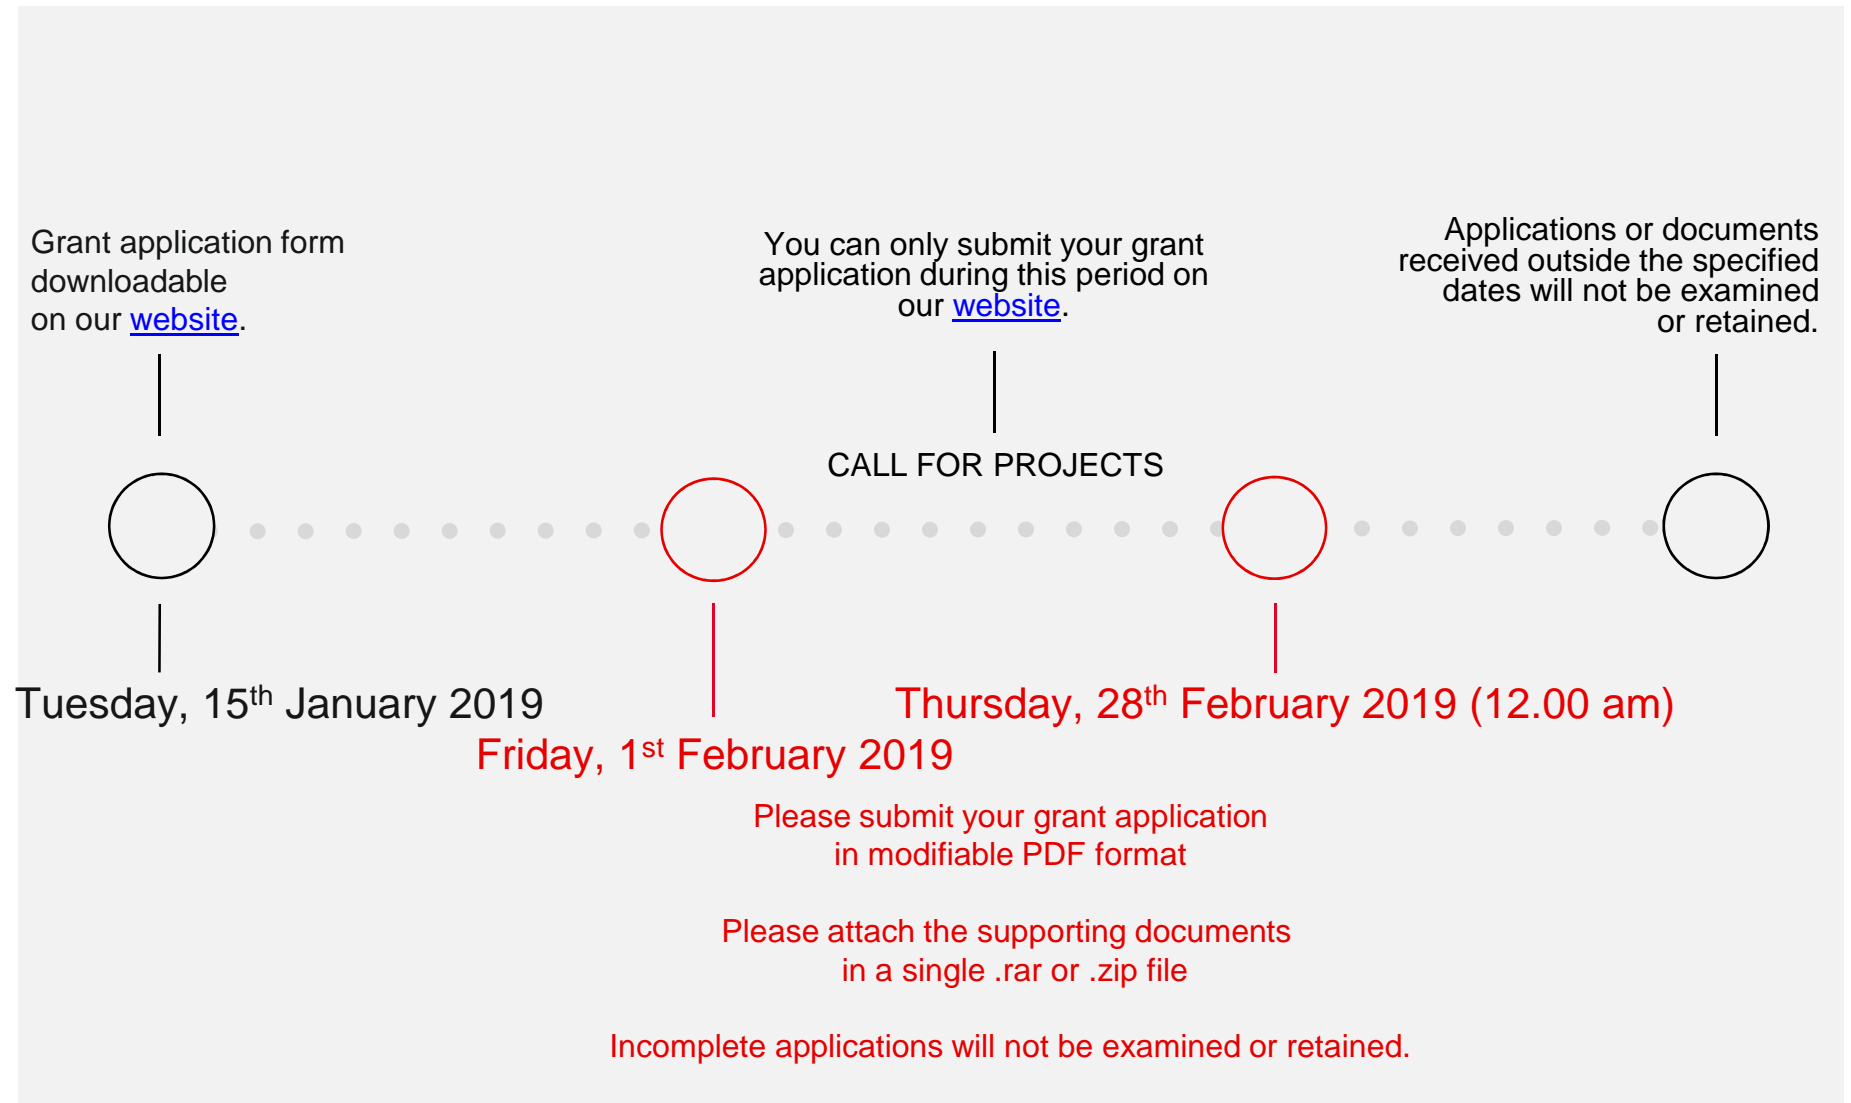 Grant application form
downloadable
on our website.
You can only submit your grant
application during this period on
our website.
Applications or documents
received outside the specified
dates will not be examined
or retained.
CALL FOR PROJECTS
Tuesday, 15th January 2019
Friday, 1st February 2019
Thursday, 28th February 2019 (12.00 am)
Please submit your grant application
in modifiable PDF format
Please attach the supporting documents
in a single .rar or .zip file
Incomplete applications will not be examined or retained.